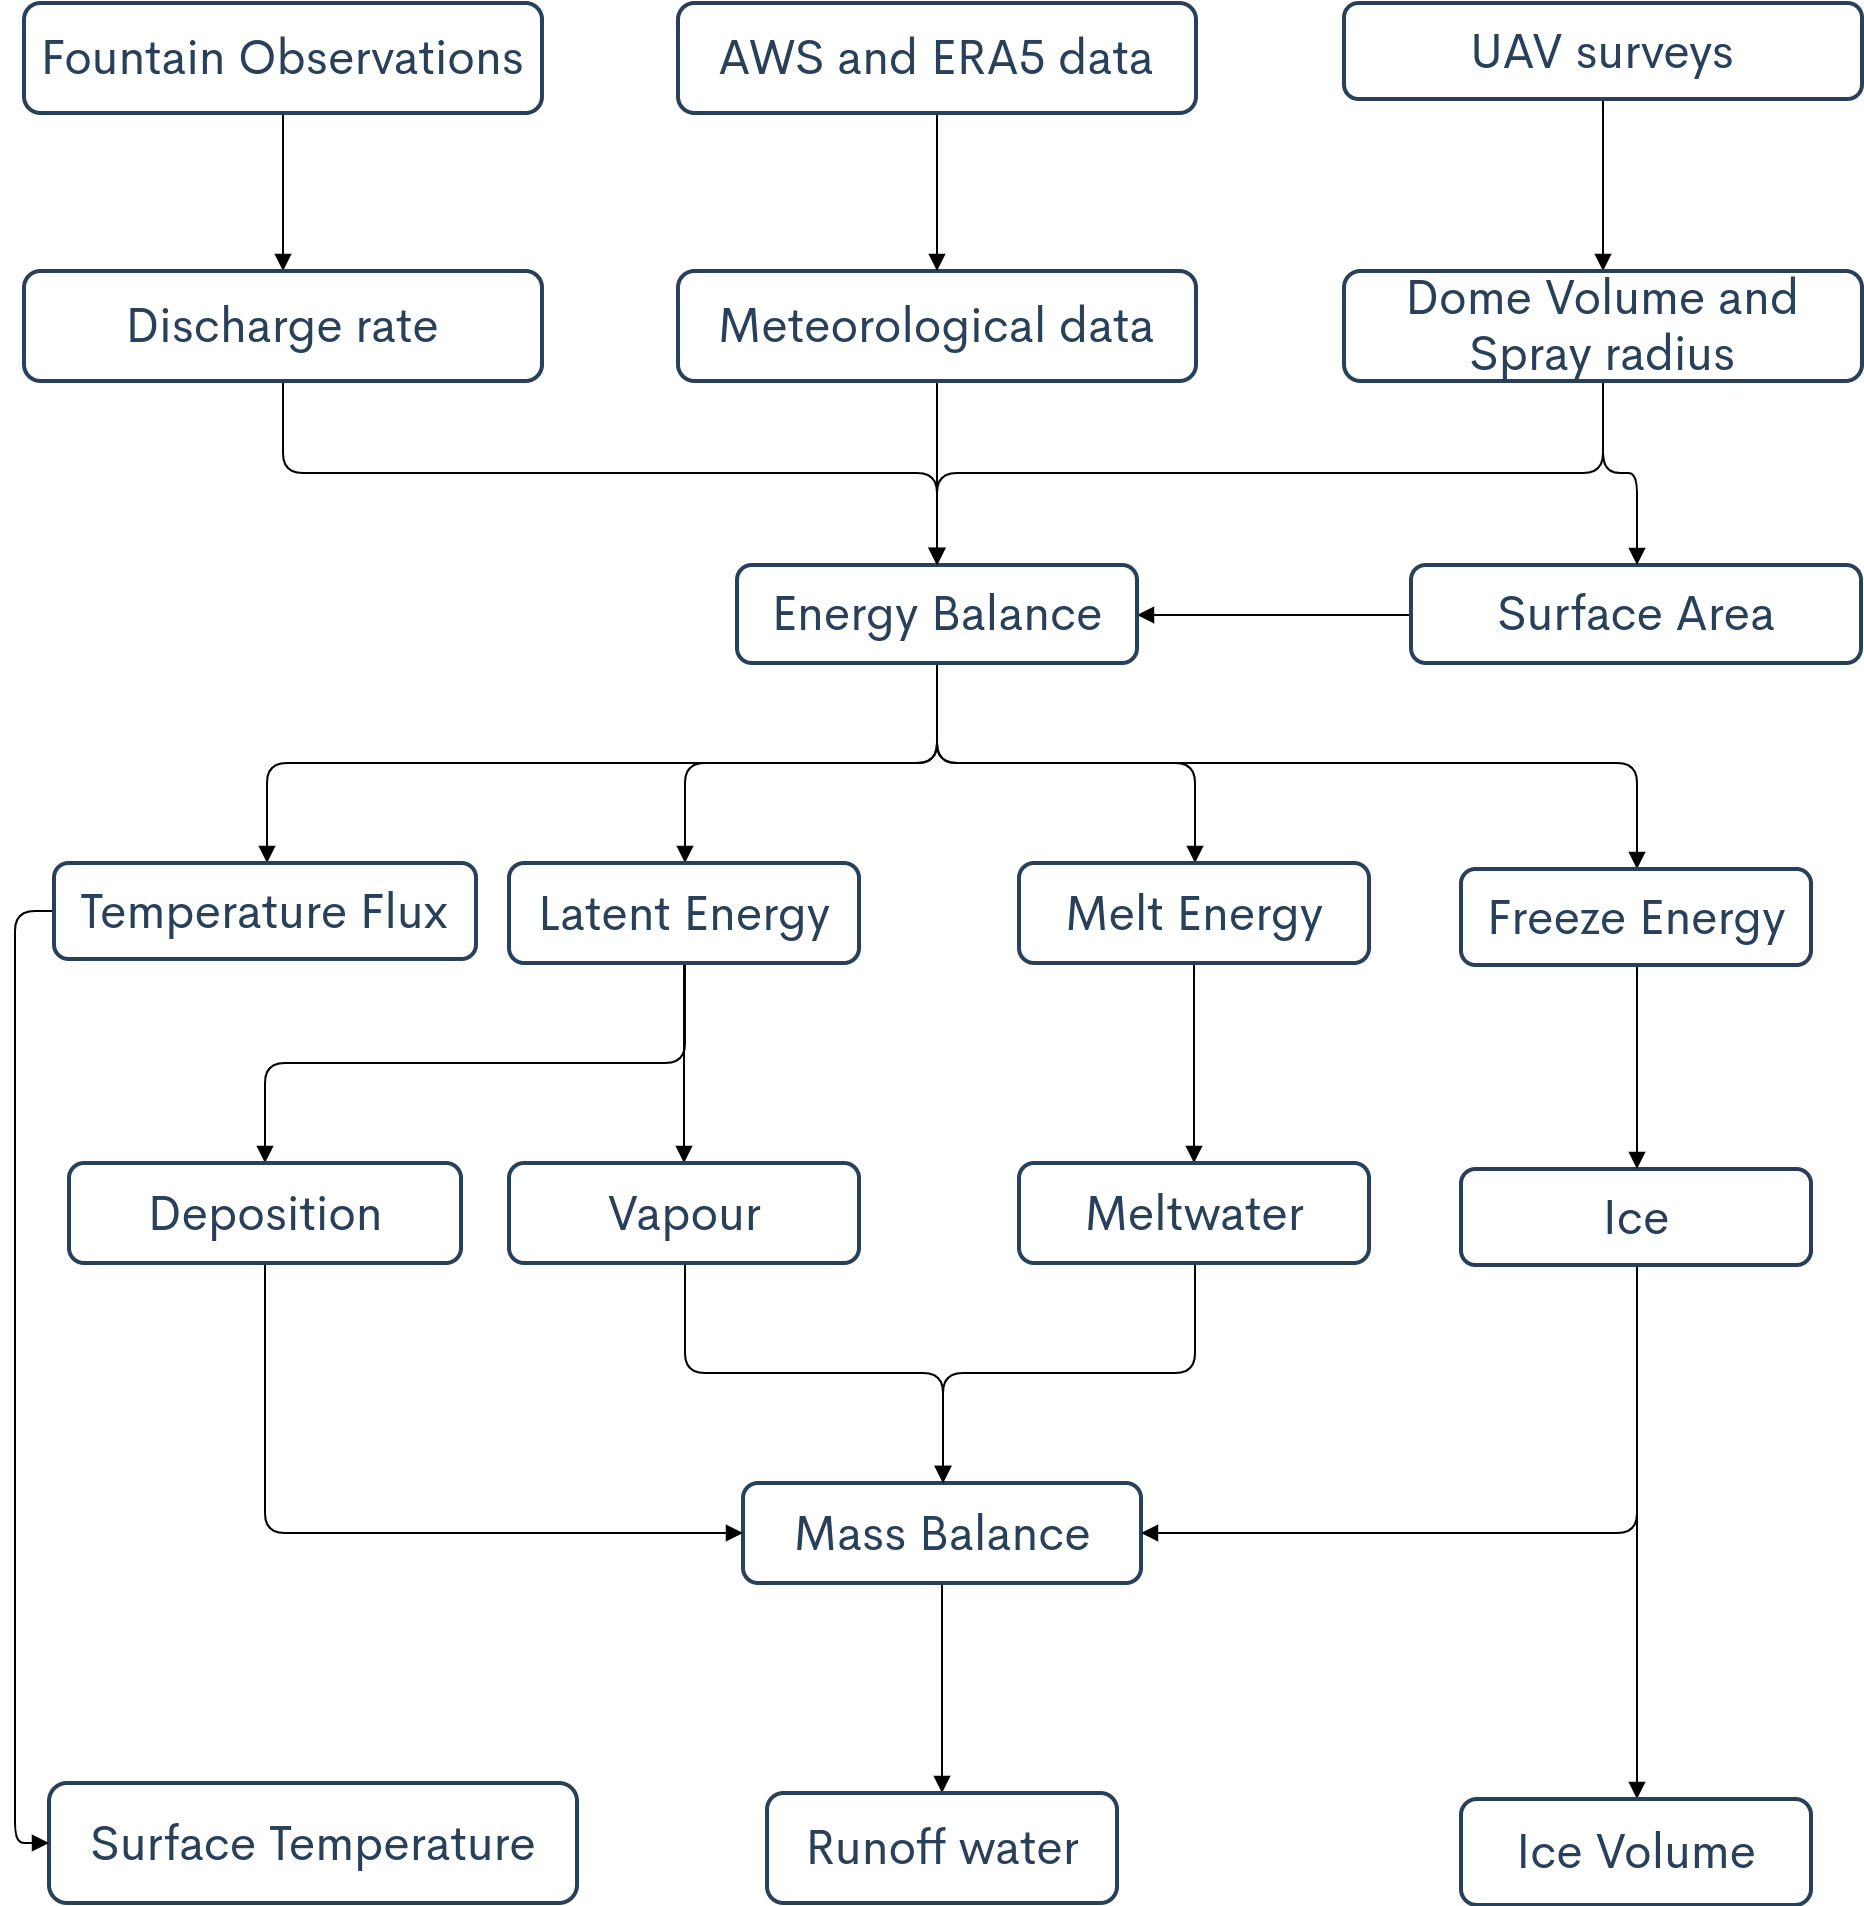 Fountain Observations
AWS and ERA5 data
UAV surveys
Discharge rate
Meteorological data
Dome Volume and
Spray radius
Energy Balance
Surface Area
Temperature Flux
Latent Energy
Melt Energy
Freeze Energy
Deposition
Vapour
Meltwater
Ice
Mass Balance
Surface Temperature
Runoff water
Ice Volume